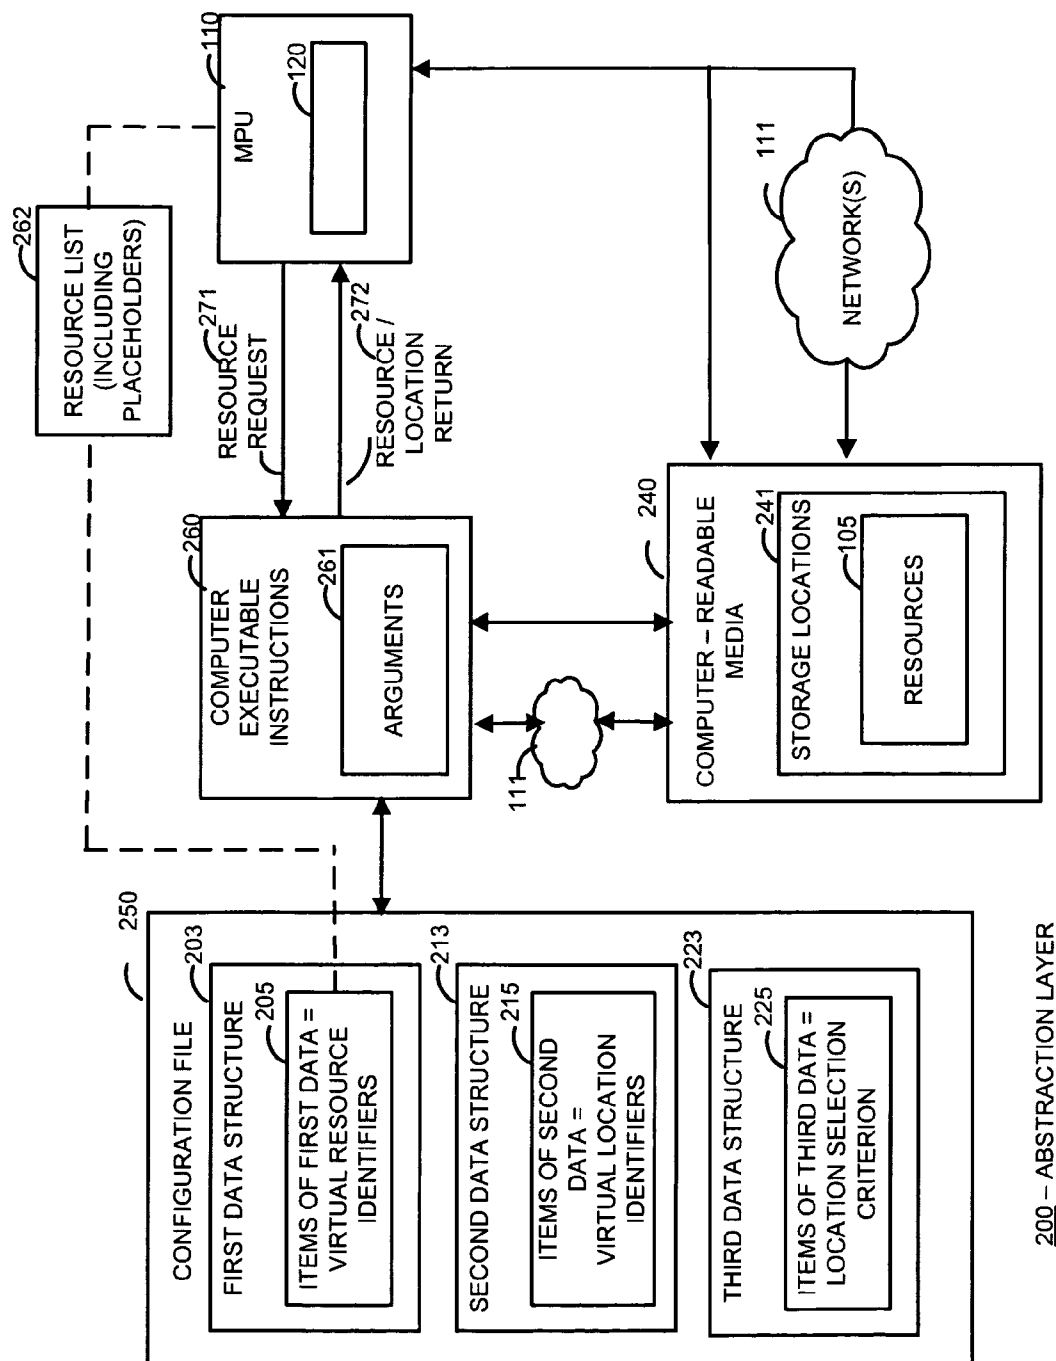 250
CONFIGURATION FILE
203
FIRST DATA STRUCTURE
205
ITEMS OF FIRST DATA =
VIRTUAL RESOURCE
IDENTIFIERS
213
SECOND DATA STRUCTURE
215
ITEMS OF SECOND
DATA =
VIRTUAL LOCATION
IDENTIFIERS
223
THIRD DATA STRUCTURE
225
ITEMS OF THIRD DATA =
LOCATION SELECTION
CRITERION
262
RESOURCE LIST
(INCLUDING
PLACEHOLDERS)
260
COMPUTER
EXECUTABLE
INSTRUCTIONS
261
ARGUMENTS
271
RESOURCE
REQUEST
272
RESOURCE /
LOCATION
RETURN
110
MPU
120
111
240
COMPUTER – READABLE
MEDIA
241
STORAGE LOCATIONS
105
RESOURCES
111
NETWORK(S)
200 – ABSTRACTION LAYER